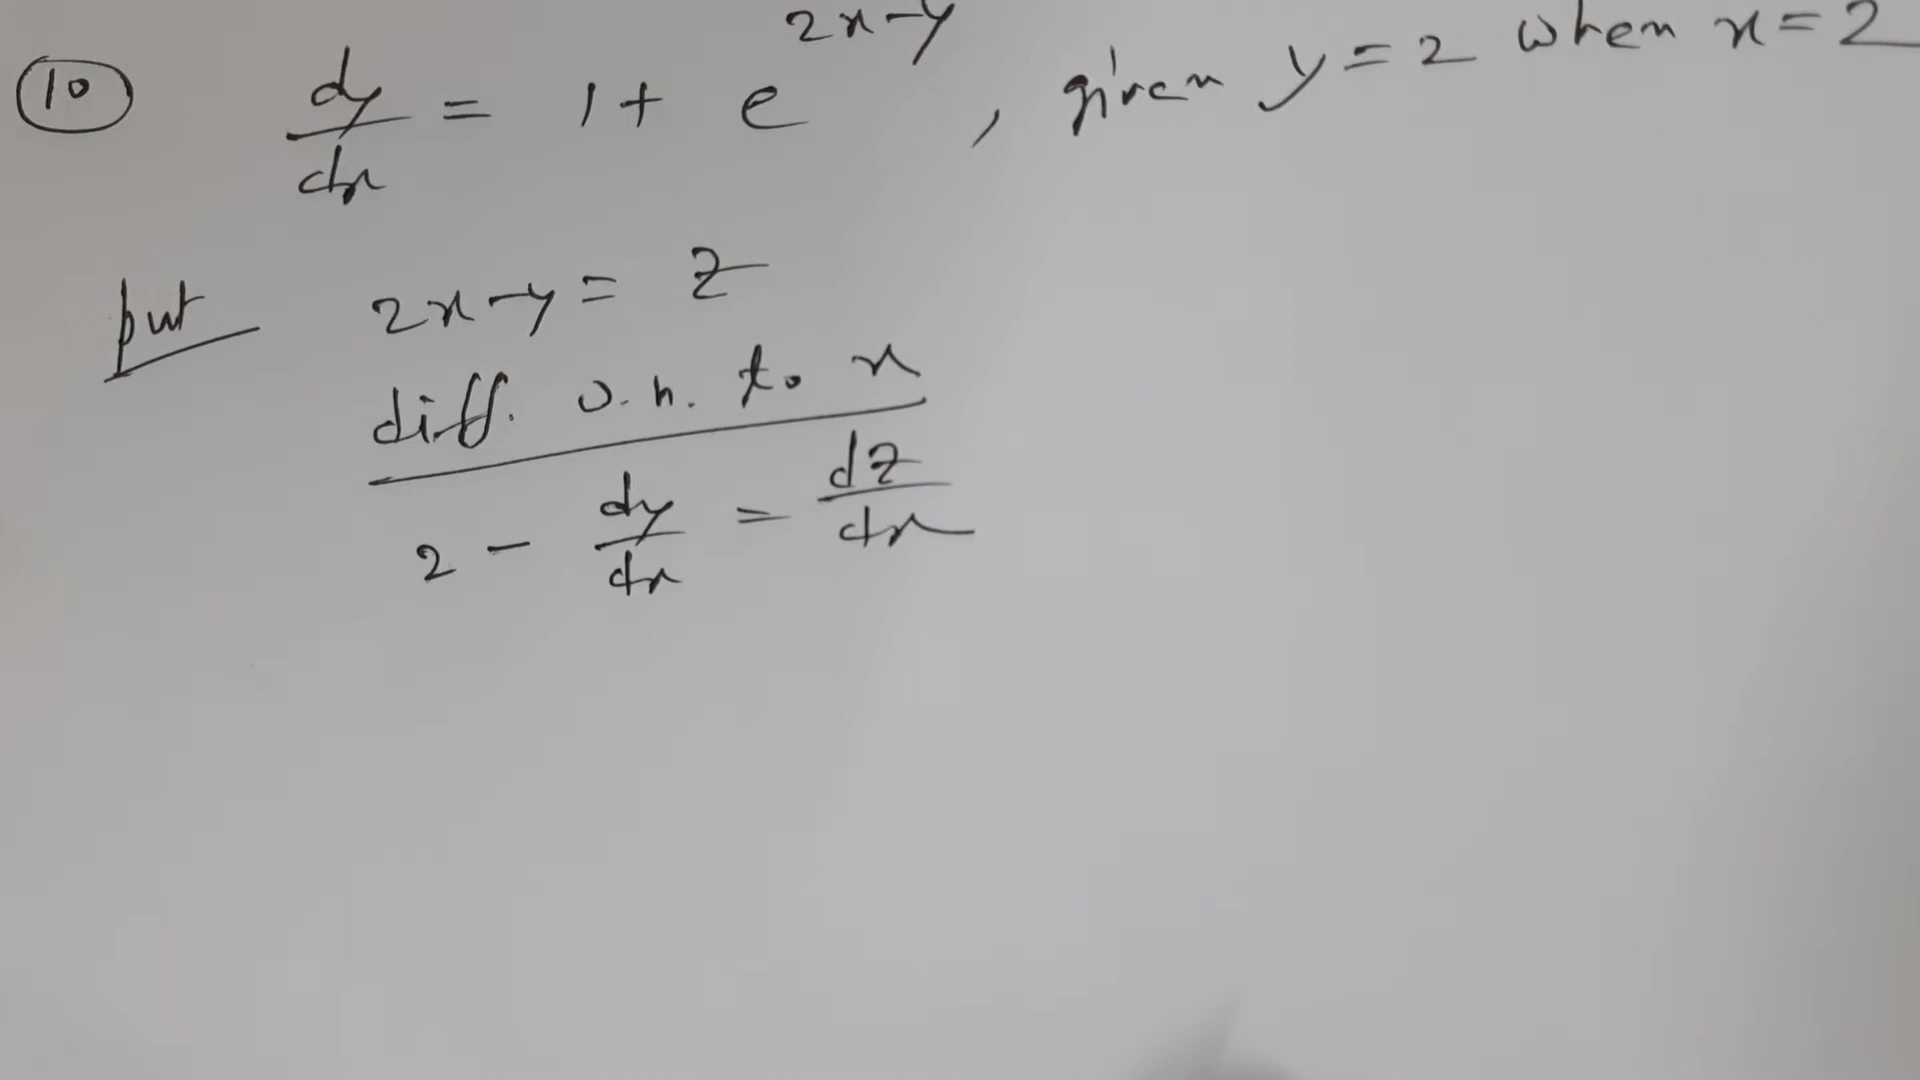 10 dy/dx = 1 + e^(2x-y), given y = 2 when x = 2
put 2x - y = z
diff. w.r. to x
2 - dy/dx = dz/dx